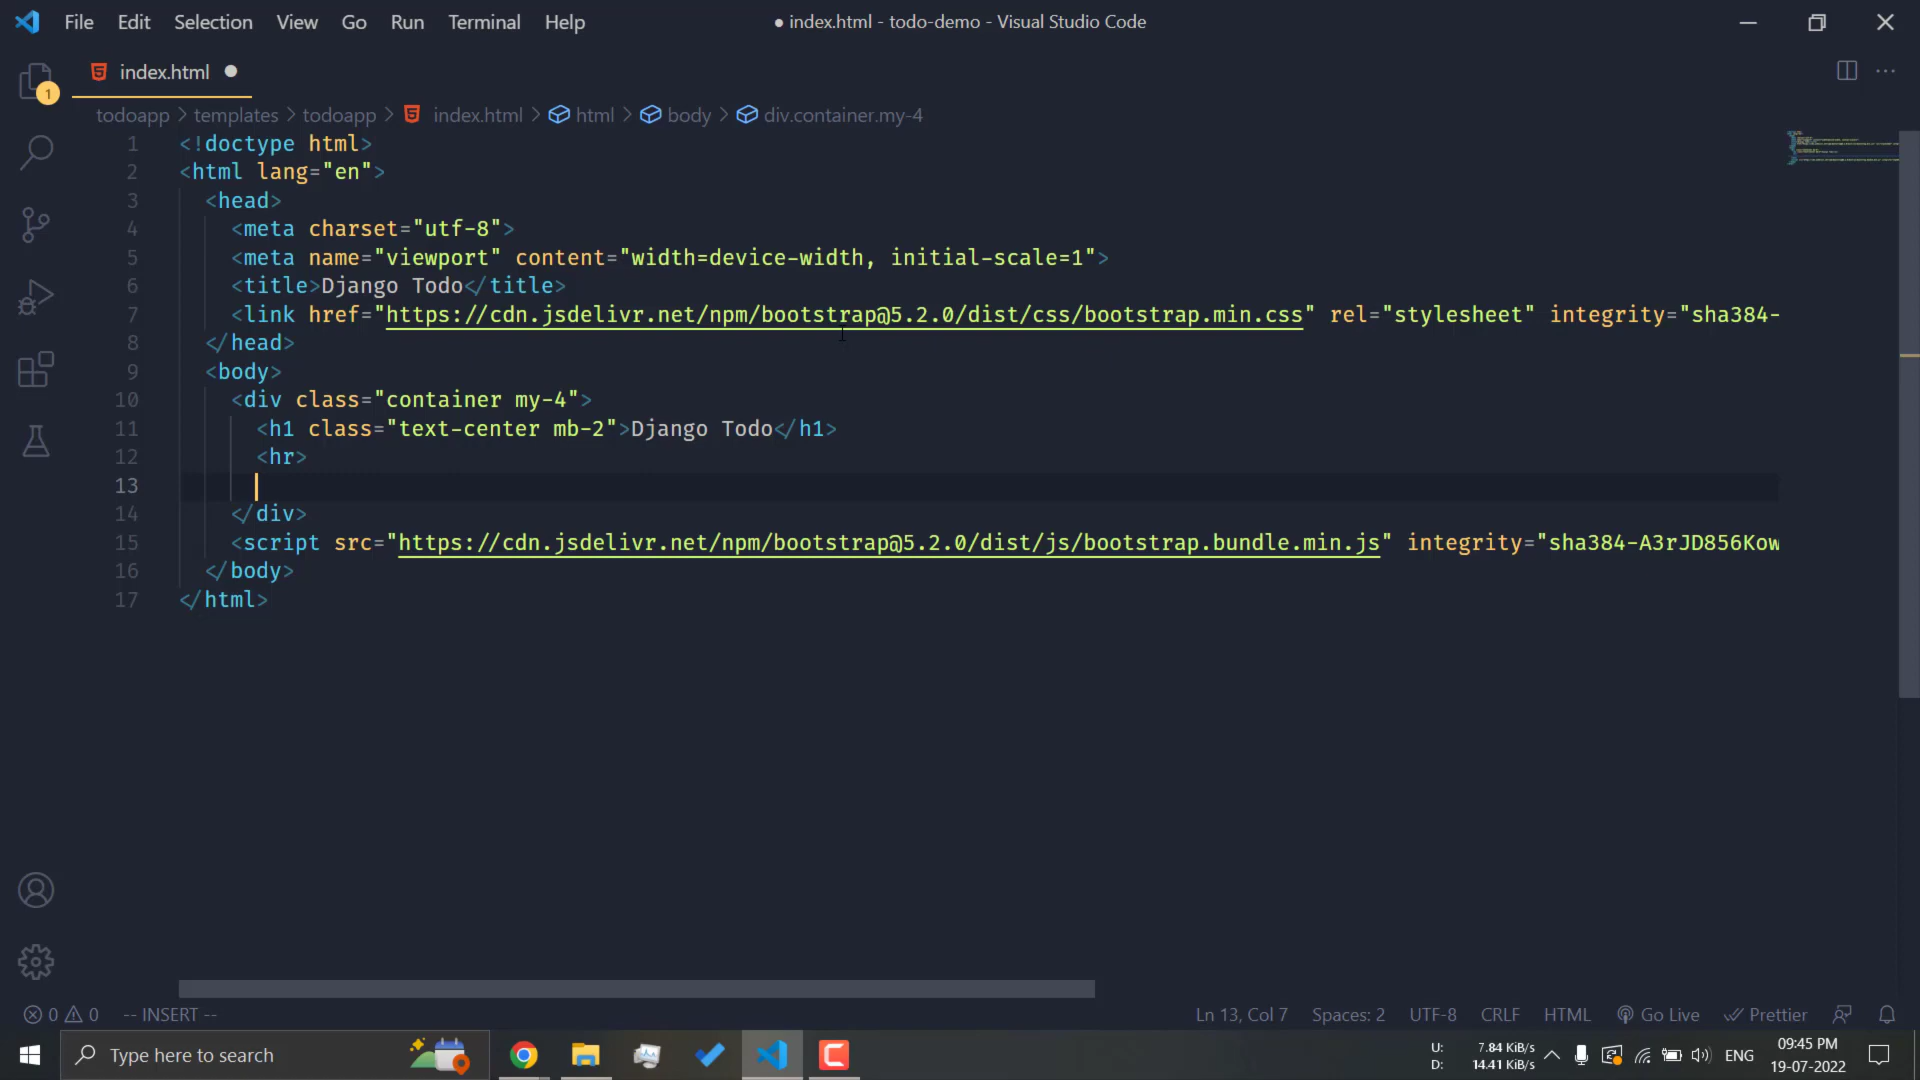 File Edit Selection View Go Run Terminal Help
● index.html - todo-demo - Visual Studio Code
1
index.html ●
todoapp > templates > todoapp > index.html > html > body > div.container.my-4
1 <!doctype html>
2 <html lang="en">
3 <head>
4 <meta charset="utf-8">
5 <meta name="viewport" content="width=device-width, initial-scale=1">
6 <title>Django Todo</title>
7 <link href="https://cdn.jsdelivr.net/npm/bootstrap@5.2.0/dist/css/bootstrap.min.css" rel="stylesheet" integrity="sha384-
8 </head>
9 <body>
10 <div class="container my-4">
11 <h1 class="text-center mb-2">Django Todo</h1>
12 <hr>
13
14 </div>
15 <script src="https://cdn.jsdelivr.net/npm/bootstrap@5.2.0/dist/js/bootstrap.bundle.min.js" integrity="sha384-A3rJD856Kow
16 </body>
17 </html>
0 0 -- INSERT -- Ln 13, Col 7 Spaces: 2 UTF-8 CRLF HTML Go Live Prettier
Type here to search
U: 7.84 KiB/s
D: 14.41 KiB/s
ENG
09:45 PM
19-07-2022